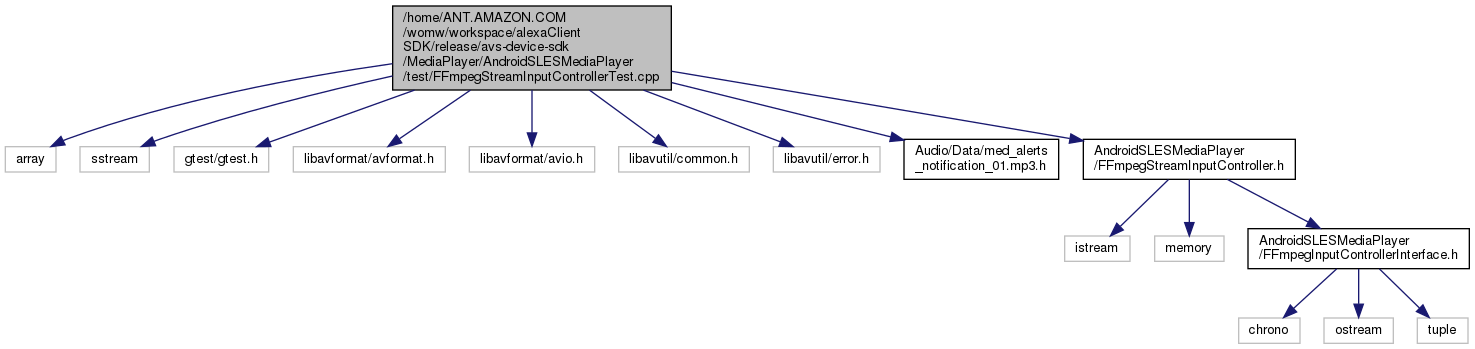 /home/ANT.AMAZON.COM
/womw/workspace/alexaClient
SDK/release/avs-device-sdk
/MediaPlayer/AndroidSLESMediaPlayer
/test/FFmpegStreamInputControllerTest.cpp
array
sstream
gtest/gtest.h
libavformat/avformat.h
libavformat/avio.h
libavutil/common.h
libavutil/error.h
Audio/Data/med_alerts
_notification_01.mp3.h
AndroidSLESMediaPlayer
/FFmpegStreamInputController.h
istream
memory
AndroidSLESMediaPlayer
/FFmpegInputControllerInterface.h
chrono
ostream
tuple